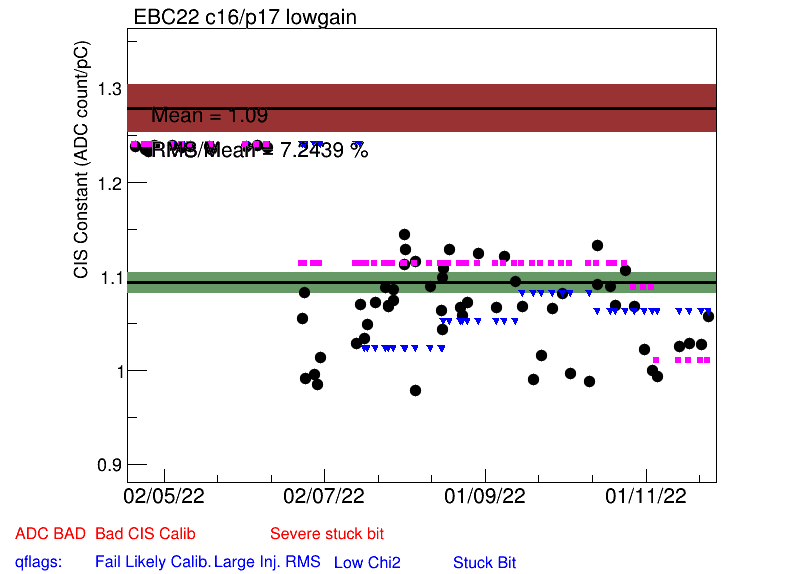 EBC22 c16/p17 lowgain
CIS Constant (ADC count/pC)
1.3
Mean = 1.09
RMS/Mean = 7.2439 %
1.2
1.1
1
0.9
02/05/22 02/07/22 01/09/22 01/11/22
ADC BAD Bad CIS Calib Severe stuck bit
qflags: Fail Likely Calib. Large Inj. RMS Low Chi2 Stuck Bit